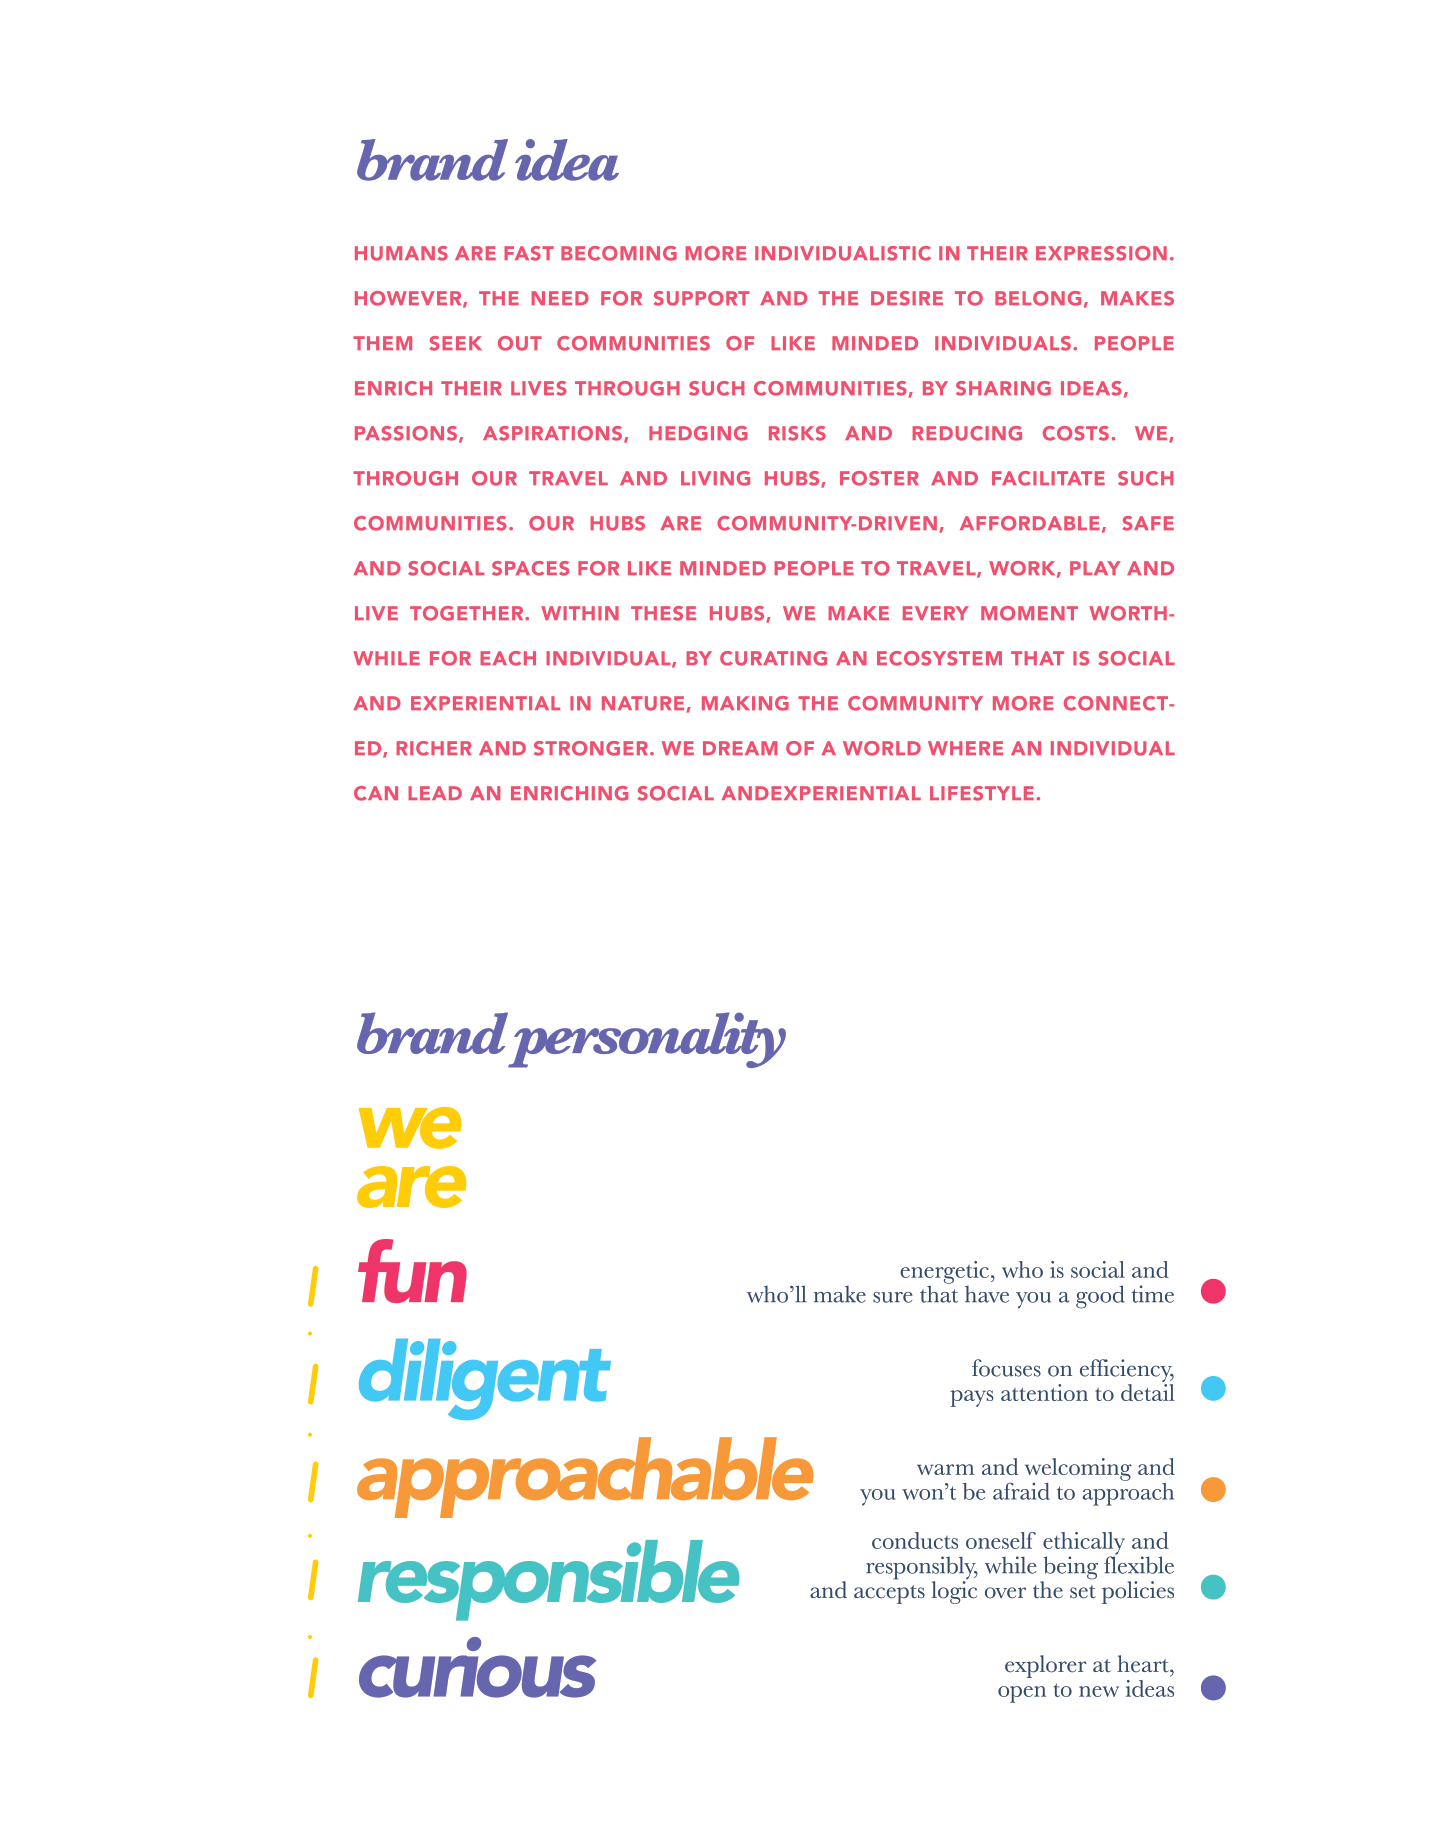 brand idea
HUMANS ARE FAST BECOMING MORE INDIVIDUALISTIC IN THEIR EXPRESSION.
HOWEVER, THE NEED FOR SUPPORT AND THE DESIRE TO BELONG, MAKES
THEM SEEK OUT COMMUNITIES OF LIKE MINDED INDIVIDUALS. PEOPLE
ENRICH THEIR LIVES THROUGH SUCH COMMUNITIES, BY SHARING IDEAS,
PASSIONS, ASPIRATIONS, HEDGING RISKS AND REDUCING COSTS. WE,
THROUGH OUR TRAVEL AND LIVING HUBS, FOSTER AND FACILITATE SUCH
COMMUNITIES. OUR HUBS ARE COMMUNITY-DRIVEN, AFFORDABLE, SAFE
AND SOCIAL SPACES FOR LIKE MINDED PEOPLE TO TRAVEL, WORK, PLAY AND
LIVE TOGETHER. WITHIN THESE HUBS, WE MAKE EVERY MOMENT WORTH-
WHILE FOR EACH INDIVIDUAL, BY CURATING AN ECOSYSTEM THAT IS SOCIAL
AND EXPERIENTIAL IN NATURE, MAKING THE COMMUNITY MORE CONNECT-
ED, RICHER AND STRONGER. WE DREAM OF A WORLD WHERE AN INDIVIDUAL
CAN LEAD AN ENRICHING SOCIAL ANDEXPERIENTIAL LIFESTYLE.
brand personality
we
are
fun
energetic, who is social and
who’ll make sure that have you a good time
diligent
focuses on efficiency,
pays attention to detail
approachable
warm and welcoming and
you won’t be afraid to approach
responsible
conducts oneself ethically and
responsibly, while being flexible
and accepts logic over the set policies
curious
explorer at heart,
open to new ideas